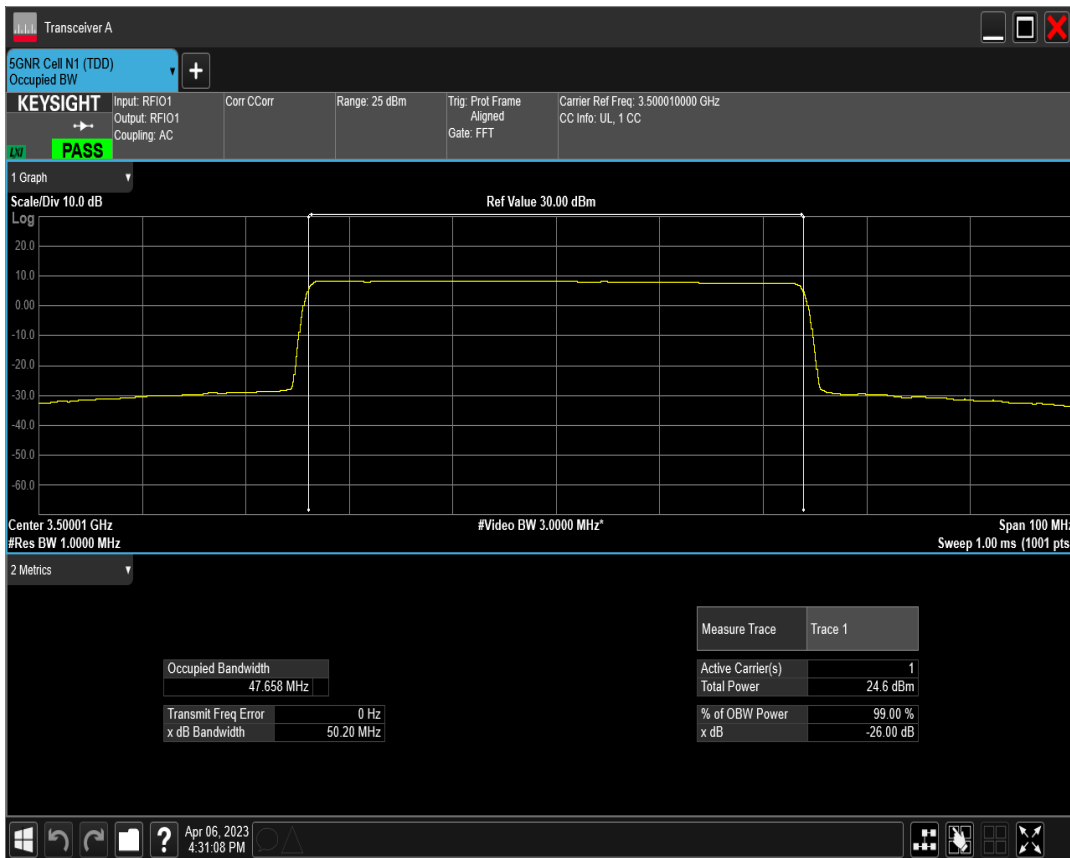 Transceiver A
5GNR Cell N1 (TDD)
Occupied BW
+
KEYSIGHT
LXI
PASS
Input: RFIO1
Output: RFIO1
Coupling: AC
Corr CCorr
Range: 25 dBm
Trig: Prot Frame
Aligned
Gate: FFT
Carrier Ref Freq: 3.500010000 GHz
CC Info: UL, 1 CC
1 Graph
Scale/Div 10.0 dB
Ref Value 30.00 dBm
Log
20.0
10.0
0.00
-10.0
-20.0
-30.0
-40.0
-50.0
-60.0
Center 3.50001 GHz
#Video BW 3.0000 MHz*
Span 100 MHz
#Res BW 1.0000 MHz
Sweep 1.00 ms (1001 pts
2 Metrics
Measure Trace Trace 1
Occupied Bandwidth
47.658 MHz
Active Carrier(s) 1
Total Power 24.6 dBm
Transmit Freq Error 0 Hz
x dB Bandwidth 50.20 MHz
% of OBW Power 99.00 %
x dB -26.00 dB
?
Apr 06, 2023
4:31:08 PM